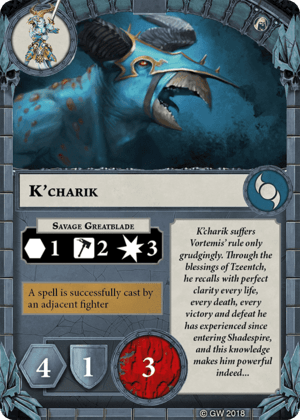 K'charik
Savage Greatblade
1 2 3
A spell is successfully cast by
an adjacent fighter
K'charik suffers
Vortemis' rule only
grudgingly. Through the
blessings of Tzeentch,
he recalls with perfect
clarity every life,
every death, every
victory and defeat he
has experienced since
entering Shadespire,
and this knowledge
makes him powerful
indeed...
4 1 3
© GW 2018